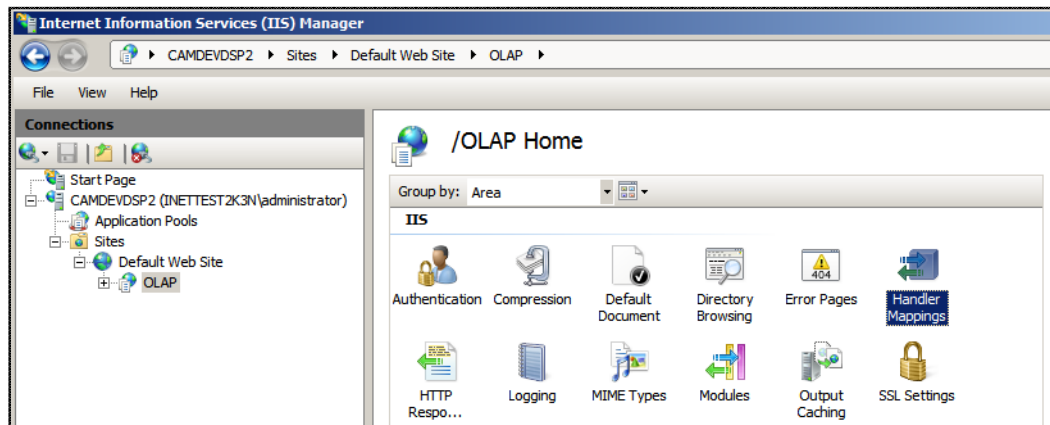 Internet Information Services (IIS) Manager
CAMDEVDSP2 Sites Default Web Site OLAP
File View Help
Connections
Start Page
CAMDEVDSP2 (INETTEST2K3N\administrator)
Application Pools
Sites
Default Web Site
OLAP
/OLAP Home
Group by: Area
IIS
Authentication Compression Default Document Directory Browsing Error Pages Handler Mappings
404
HTTP Respo... Logging MIME Types Modules Output Caching SSL Settings